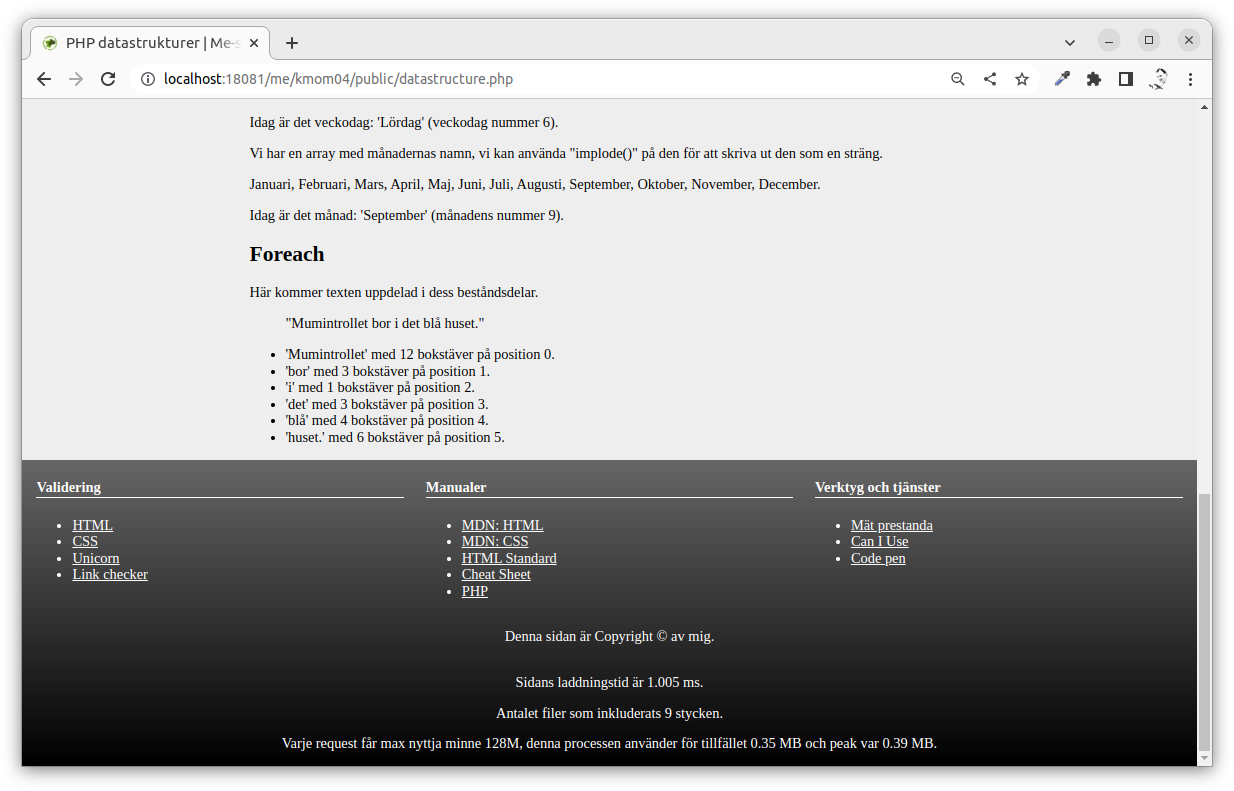 PHP datastrukturer | Me-s
localhost:18081/me/kmom04/public/datastructure.php
Idag är det veckodag: 'Lördag' (veckodag nummer 6).
Vi har en array med månadernas namn, vi kan använda "implode()" på den för att skriva ut den som en sträng.
Januari, Februari, Mars, April, Maj, Juni, Juli, Augusti, September, Oktober, November, December.
Idag är det månad: 'September' (månadens nummer 9).
Foreach
Här kommer texten uppdelad i dess beståndsdelar.
"Mumintrollet bor i det blå huset."
• 'Mumintrollet' med 12 bokstäver på position 0.
• 'bor' med 3 bokstäver på position 1.
• 'i' med 1 bokstäver på position 2.
• 'det' med 3 bokstäver på position 3.
• 'blå' med 4 bokstäver på position 4.
• 'huset.' med 6 bokstäver på position 5.
Validering
• HTML
• CSS
• Unicorn
• Link checker
Manualer
• MDN: HTML
• MDN: CSS
• HTML Standard
• Cheat Sheet
• PHP
Verktyg och tjänster
• Mät prestanda
• Can I Use
• Code pen
Denna sidan är Copyright © av mig.
Sidans laddningstid är 1.005 ms.
Antalet filer som inkluderats 9 stycken.
Varje request får max nyttja minne 128M, denna processen använder för tillfället 0.35 MB och peak var 0.39 MB.